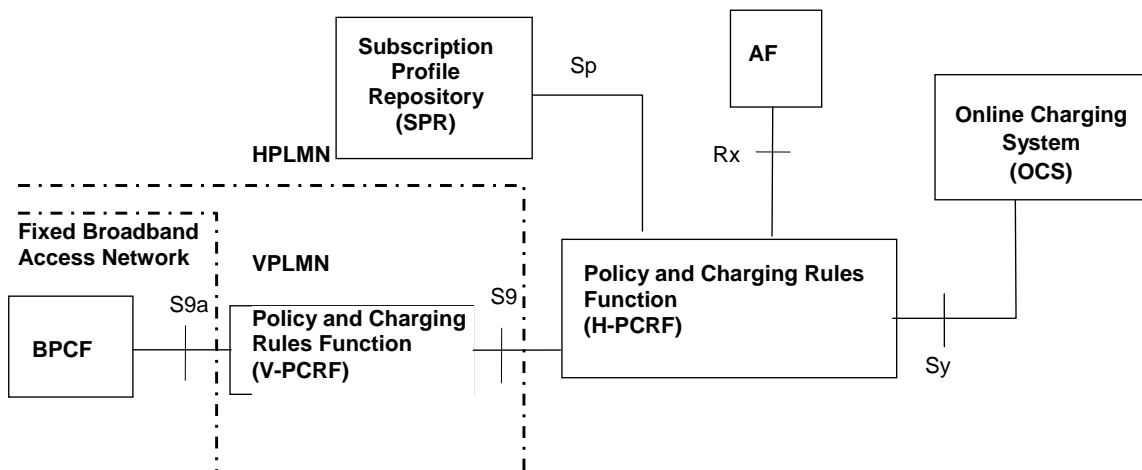 Subscription
Profile
Repository
(SPR)
Sp
AF
Online Charging
System
(OCS)
Rx
HPLMN
Fixed Broadband
Access Network
VPLMN
S9a
S9
Policy and Charging Rules
Function
(H-PCRF)
BPCF
Policy and Charging
Rules Function
(V-PCRF)
Sy